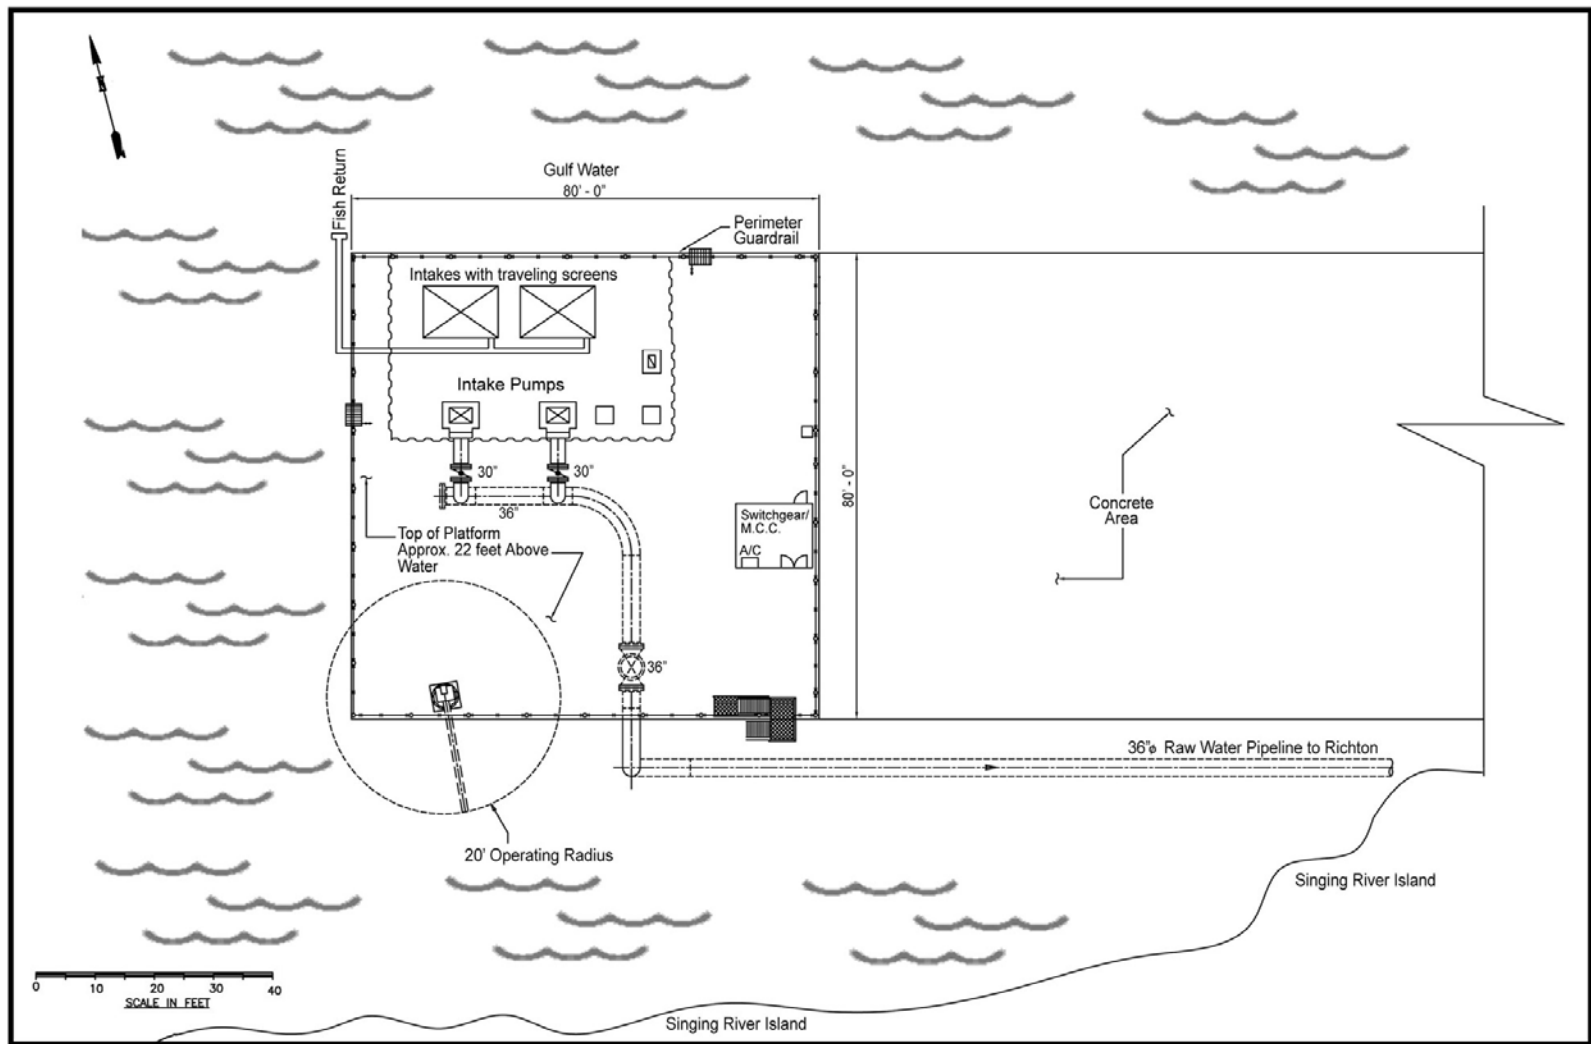 N
Gulf Water
80' - 0"
Fish Return
Perimeter
Guardrail
Intakes with traveling screens
Intake Pumps
30"
30"
36"
80' - 0"
Switchgear/
M.C.C.
A/C
Concrete
Area
Top of Platform
Approx. 22 feet Above
Water
36"
36"ø Raw Water Pipeline to Richton
20' Operating Radius
Singing River Island
0 10 20 30 40
SCALE IN FEET
Singing River Island